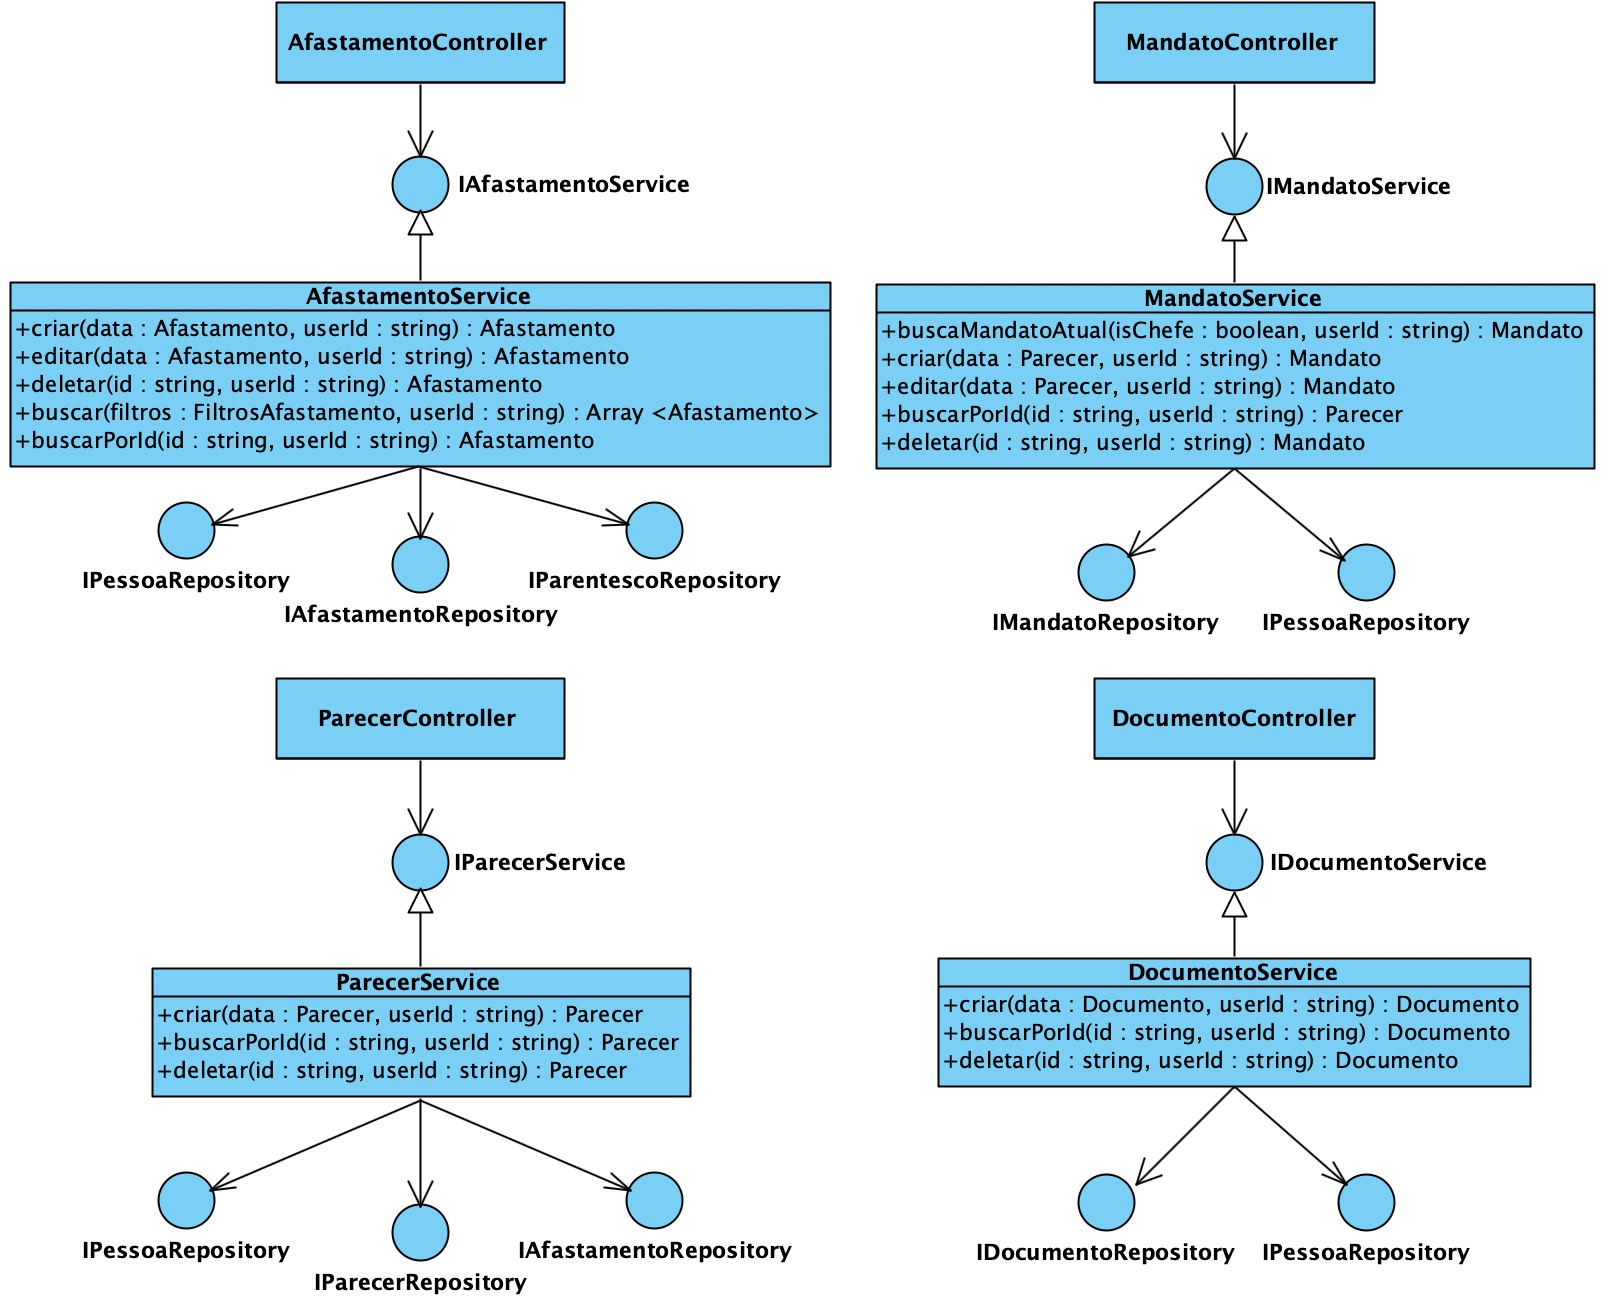 AfastamentoController
IAfastamentoService
AfastamentoService
+criar(data : Afastamento, userId : string) : Afastamento
+editar(data : Afastamento, userId : string) : Afastamento
+deletar(id : string, userId : string) : Afastamento
+buscar(filtros : FiltrosAfastamento, userId : string) : Array <Afastamento>
+buscarPorId(id : string, userId : string) : Afastamento
IPessoaRepository
IAfastamentoRepository
IParentescoRepository
MandatoController
IMandatoService
MandatoService
+buscaMandatoAtual(isChefe : boolean, userId : string) : Mandato
+criar(data : Parecer, userId : string) : Mandato
+editar(data : Parecer, userId : string) : Mandato
+buscarPorId(id : string, userId : string) : Parecer
+deletar(id : string, userId : string) : Mandato
IMandatoRepository
IPessoaRepository
ParecerController
IParecerService
ParecerService
+criar(data : Parecer, userId : string) : Parecer
+buscarPorId(id : string, userId : string) : Parecer
+deletar(id : string, userId : string) : Parecer
IPessoaRepository
IParecerRepository
IAfastamentoRepository
DocumentoController
IDocumentoService
DocumentoService
+criar(data : Documento, userId : string) : Documento
+buscarPorId(id : string, userId : string) : Documento
+deletar(id : string, userId : string) : Documento
IDocumentoRepository
IPessoaRepository